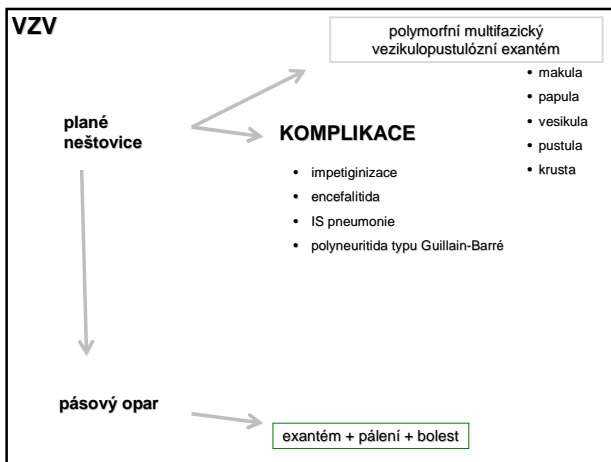 VZV
polymorfní multifazický
vezikulopustulózní exantém
• makula
• papula
• vesikula
• pustula
• krusta
plané
neštovice
KOMPLIKACE
• impetiginizace
• encefalitida
• IS pneumonie
• polyneuritida typu Guillain-Barré
pásový opar
exantém + pálení + bolest